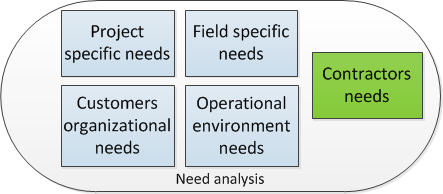 Project
specific needs
Field specific
needs
Contractors
needs
Customers
organizational
needs
Operational
environment
needs
Need analysis